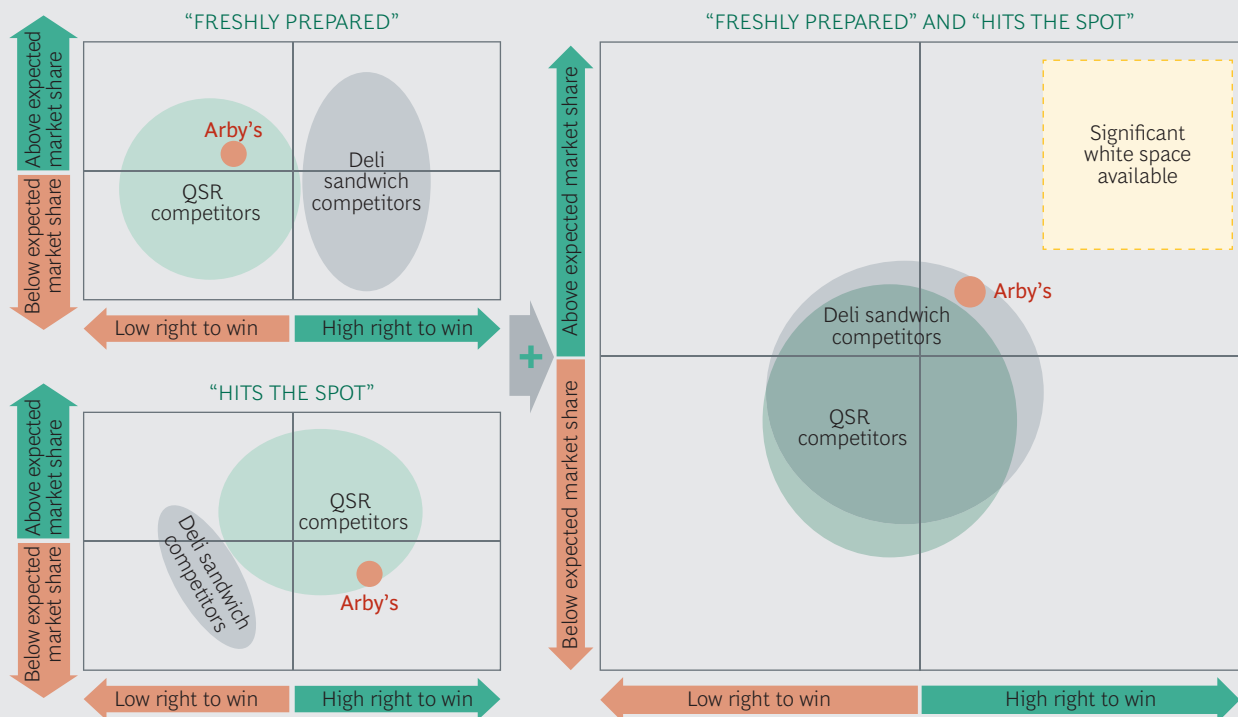 “FRESHLY PREPARED”
Above expected
market share
Below expected
market share
Arby’s
QSR
competitors
Deli
sandwich
competitors
Low right to win
High right to win
“HITS THE SPOT”
Above expected
market share
Below expected
market share
QSR
competitors
Deli sandwich
competitors
Arby’s
Low right to win
High right to win
+
“FRESHLY PREPARED” AND “HITS THE SPOT”
Above expected market share
Below expected market share
Significant
white space
available
Arby’s
Deli sandwich
competitors
QSR
competitors
Low right to win
High right to win